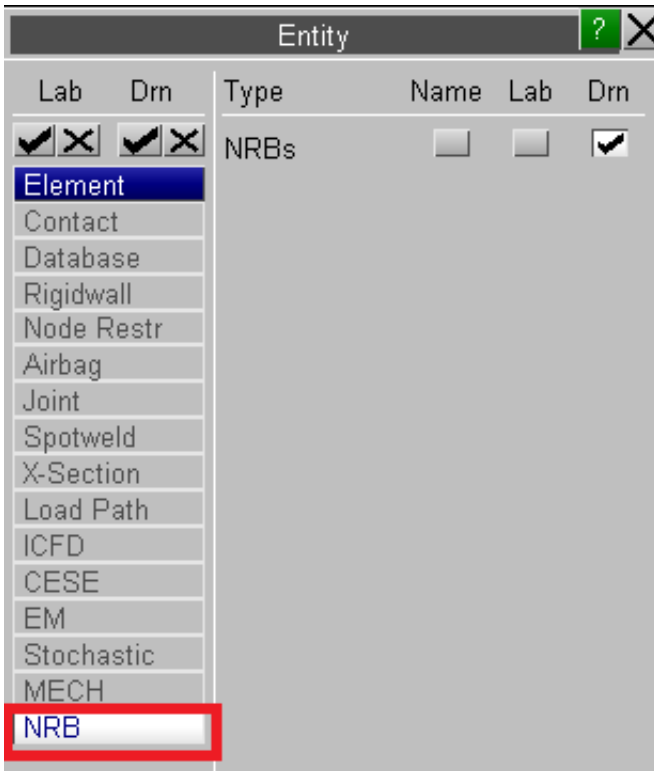 Entity ?
Lab Drn Type Name Lab Drn
NRBs
Element
Contact
Database
Rigidwall
Node Restr
Airbag
Joint
Spotweld
X-Section
Load Path
ICFD
CESE
EM
Stochastic
MECH
NRB